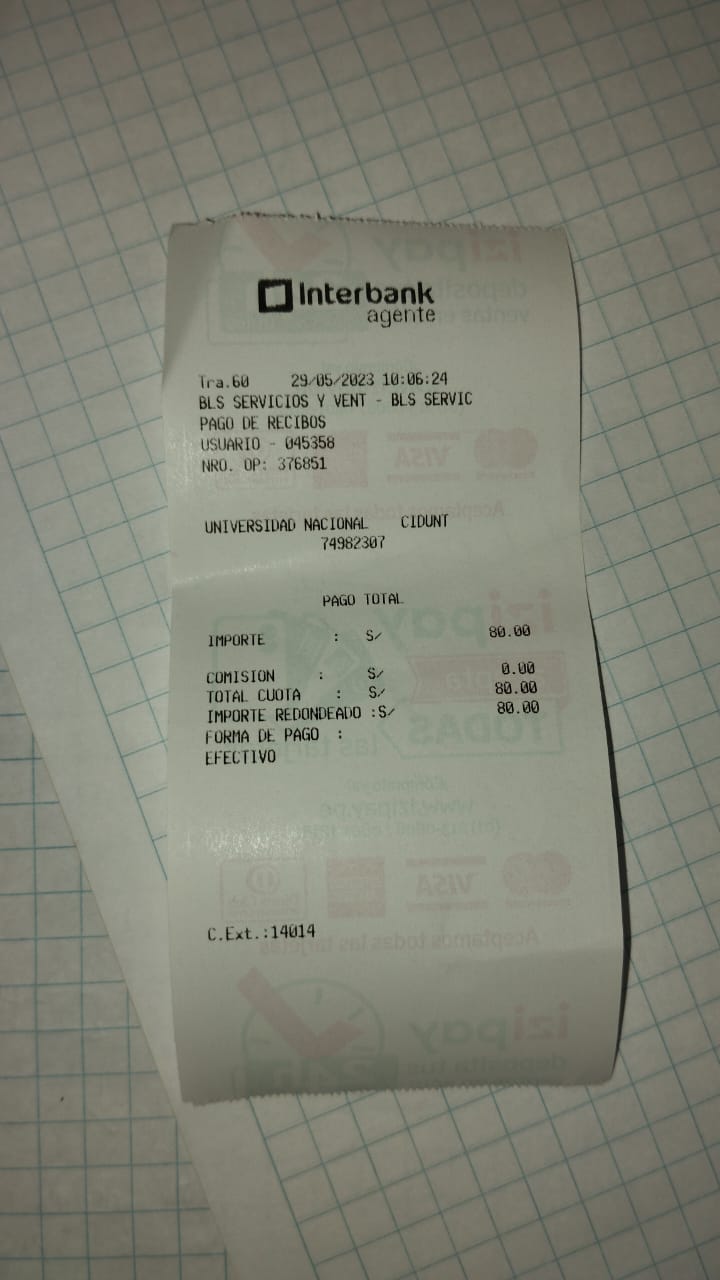 Interbank
agente
Tra.60 29/05/2023 10:06:24
BLS SERVICIOS Y VENT - BLS SERVIC
PAGO DE RECIBOS
USUARIO - 045358
NRO. OP: 376851
UNIVERSIDAD NACIONAL CIDUNT
74982307
PAGO TOTAL
IMPORTE : S/ 80.00
COMISION : S/ 0.00
TOTAL CUOTA : S/ 80.00
IMPORTE REDONDEADO :S/ 80.00
FORMA DE PAGO :
EFECTIVO
C.Ext.:14014